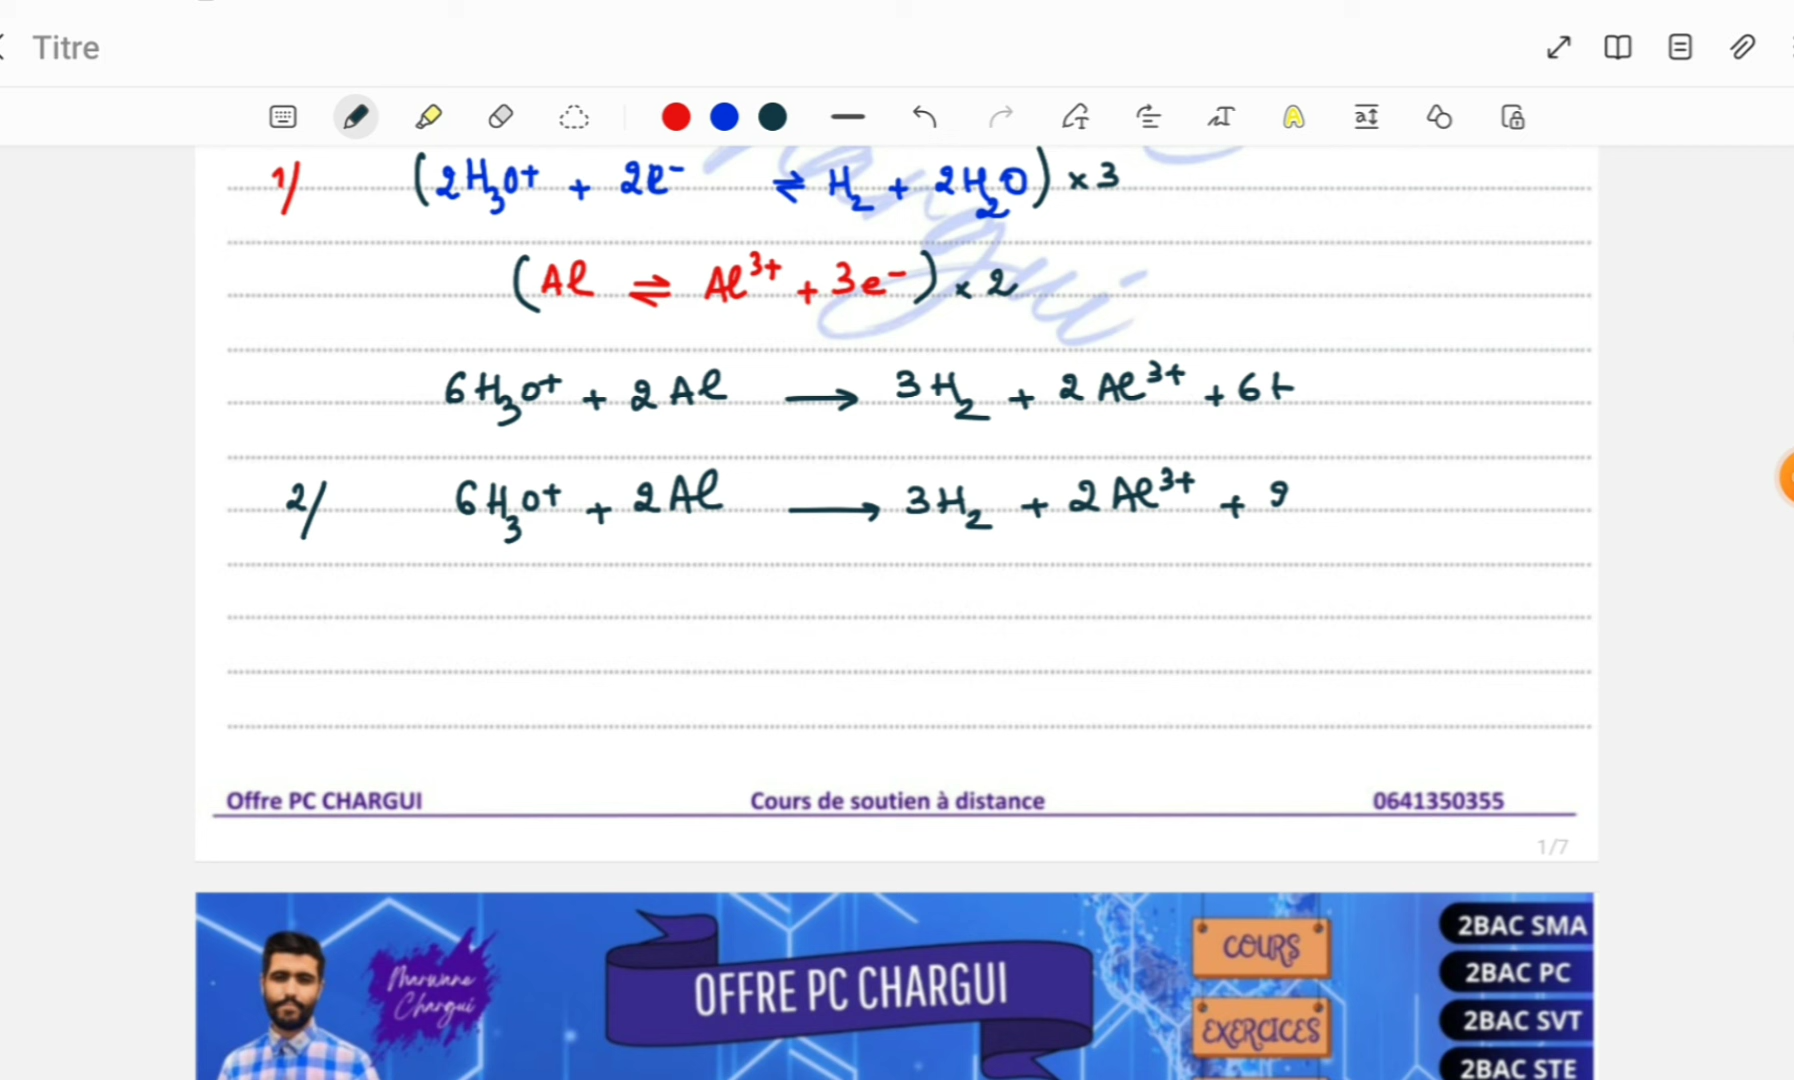 Titre
1/ (2H₃O⁺ + 2e⁻ ⇌ H₂ + 2H₂O) × 3
(Al ⇌ Al³⁺ + 3e⁻) × 2
6H₃O⁺ + 2Al → 3H₂ + 2Al³⁺ + 6
2/ 6H₃O⁺ + 2Al → 3H₂ + 2Al³⁺ +
Offre PC CHARGUI Cours de soutien à distance 0641350355
1/7
Marwane
Chargui
OFFRE PC CHARGUI
COURS
EXERCICES
2BAC SMA
2BAC PC
2BAC SVT
2BAC STE